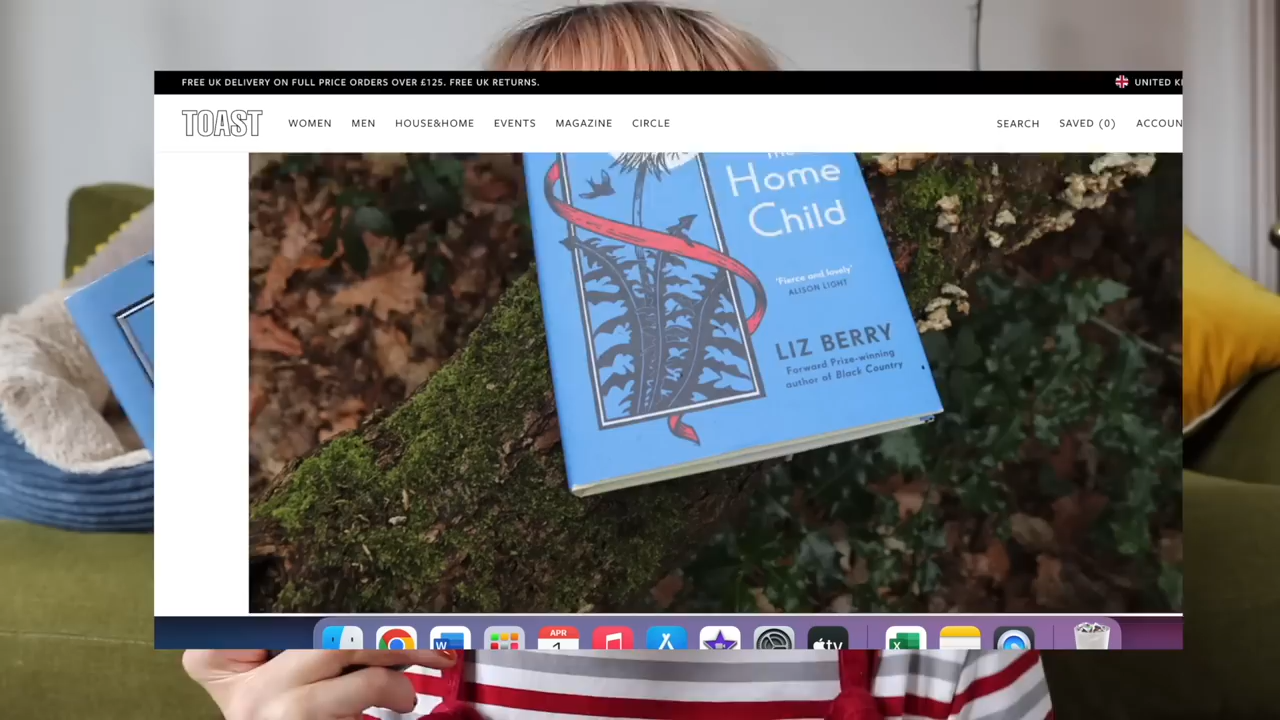 FREE UK DELIVERY ON FULL PRICE ORDERS OVER £125. FREE UK RETURNS.
UNITED
TOAST
WOMEN MEN HOUSE&HOME EVENTS MAGAZINE CIRCLE
SEARCH SAVED (0) ACCOUN
The
Home
Child
'Fierce and lovely'
ALISON LIGHT
LIZ BERRY
Forward Prize-winning
author of Black Country
APR
1
W
tv